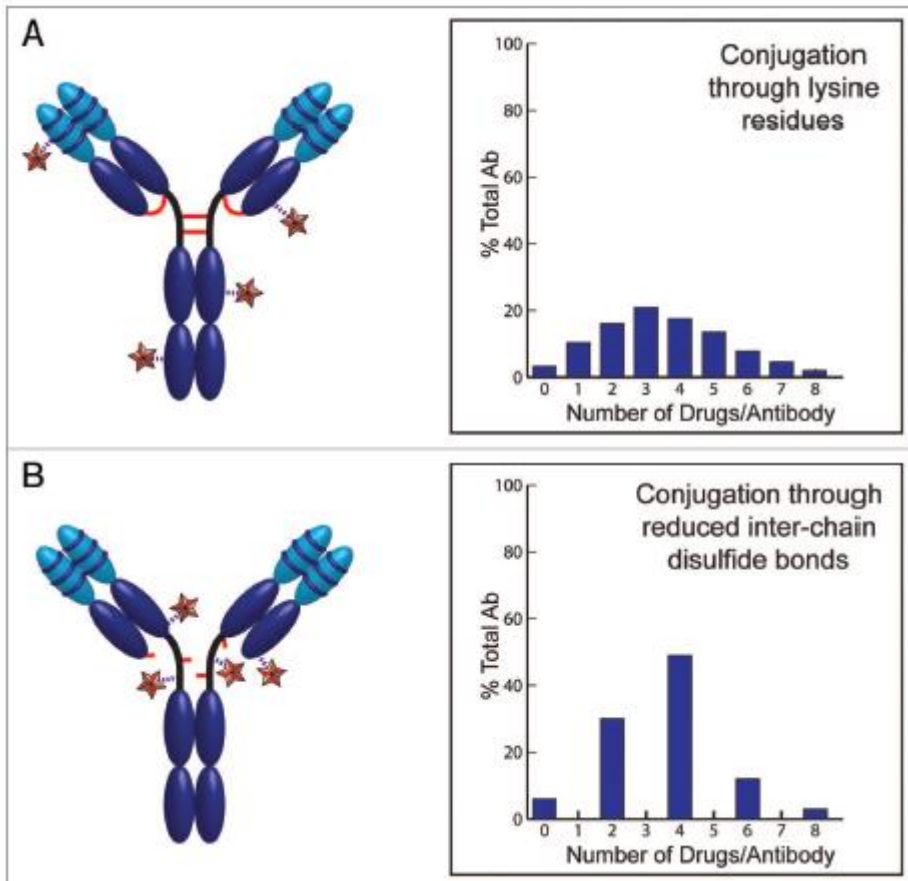 A
Conjugation
through lysine
residues
% Total Ab
100
80
60
40
20
0
0 1 2 3 4 5 6 7 8
Number of Drugs/Antibody
B
Conjugation through
reduced inter-chain
disulfide bonds
% Total Ab
100
80
60
40
20
0
0 1 2 3 4 5 6 7 8
Number of Drugs/Antibody